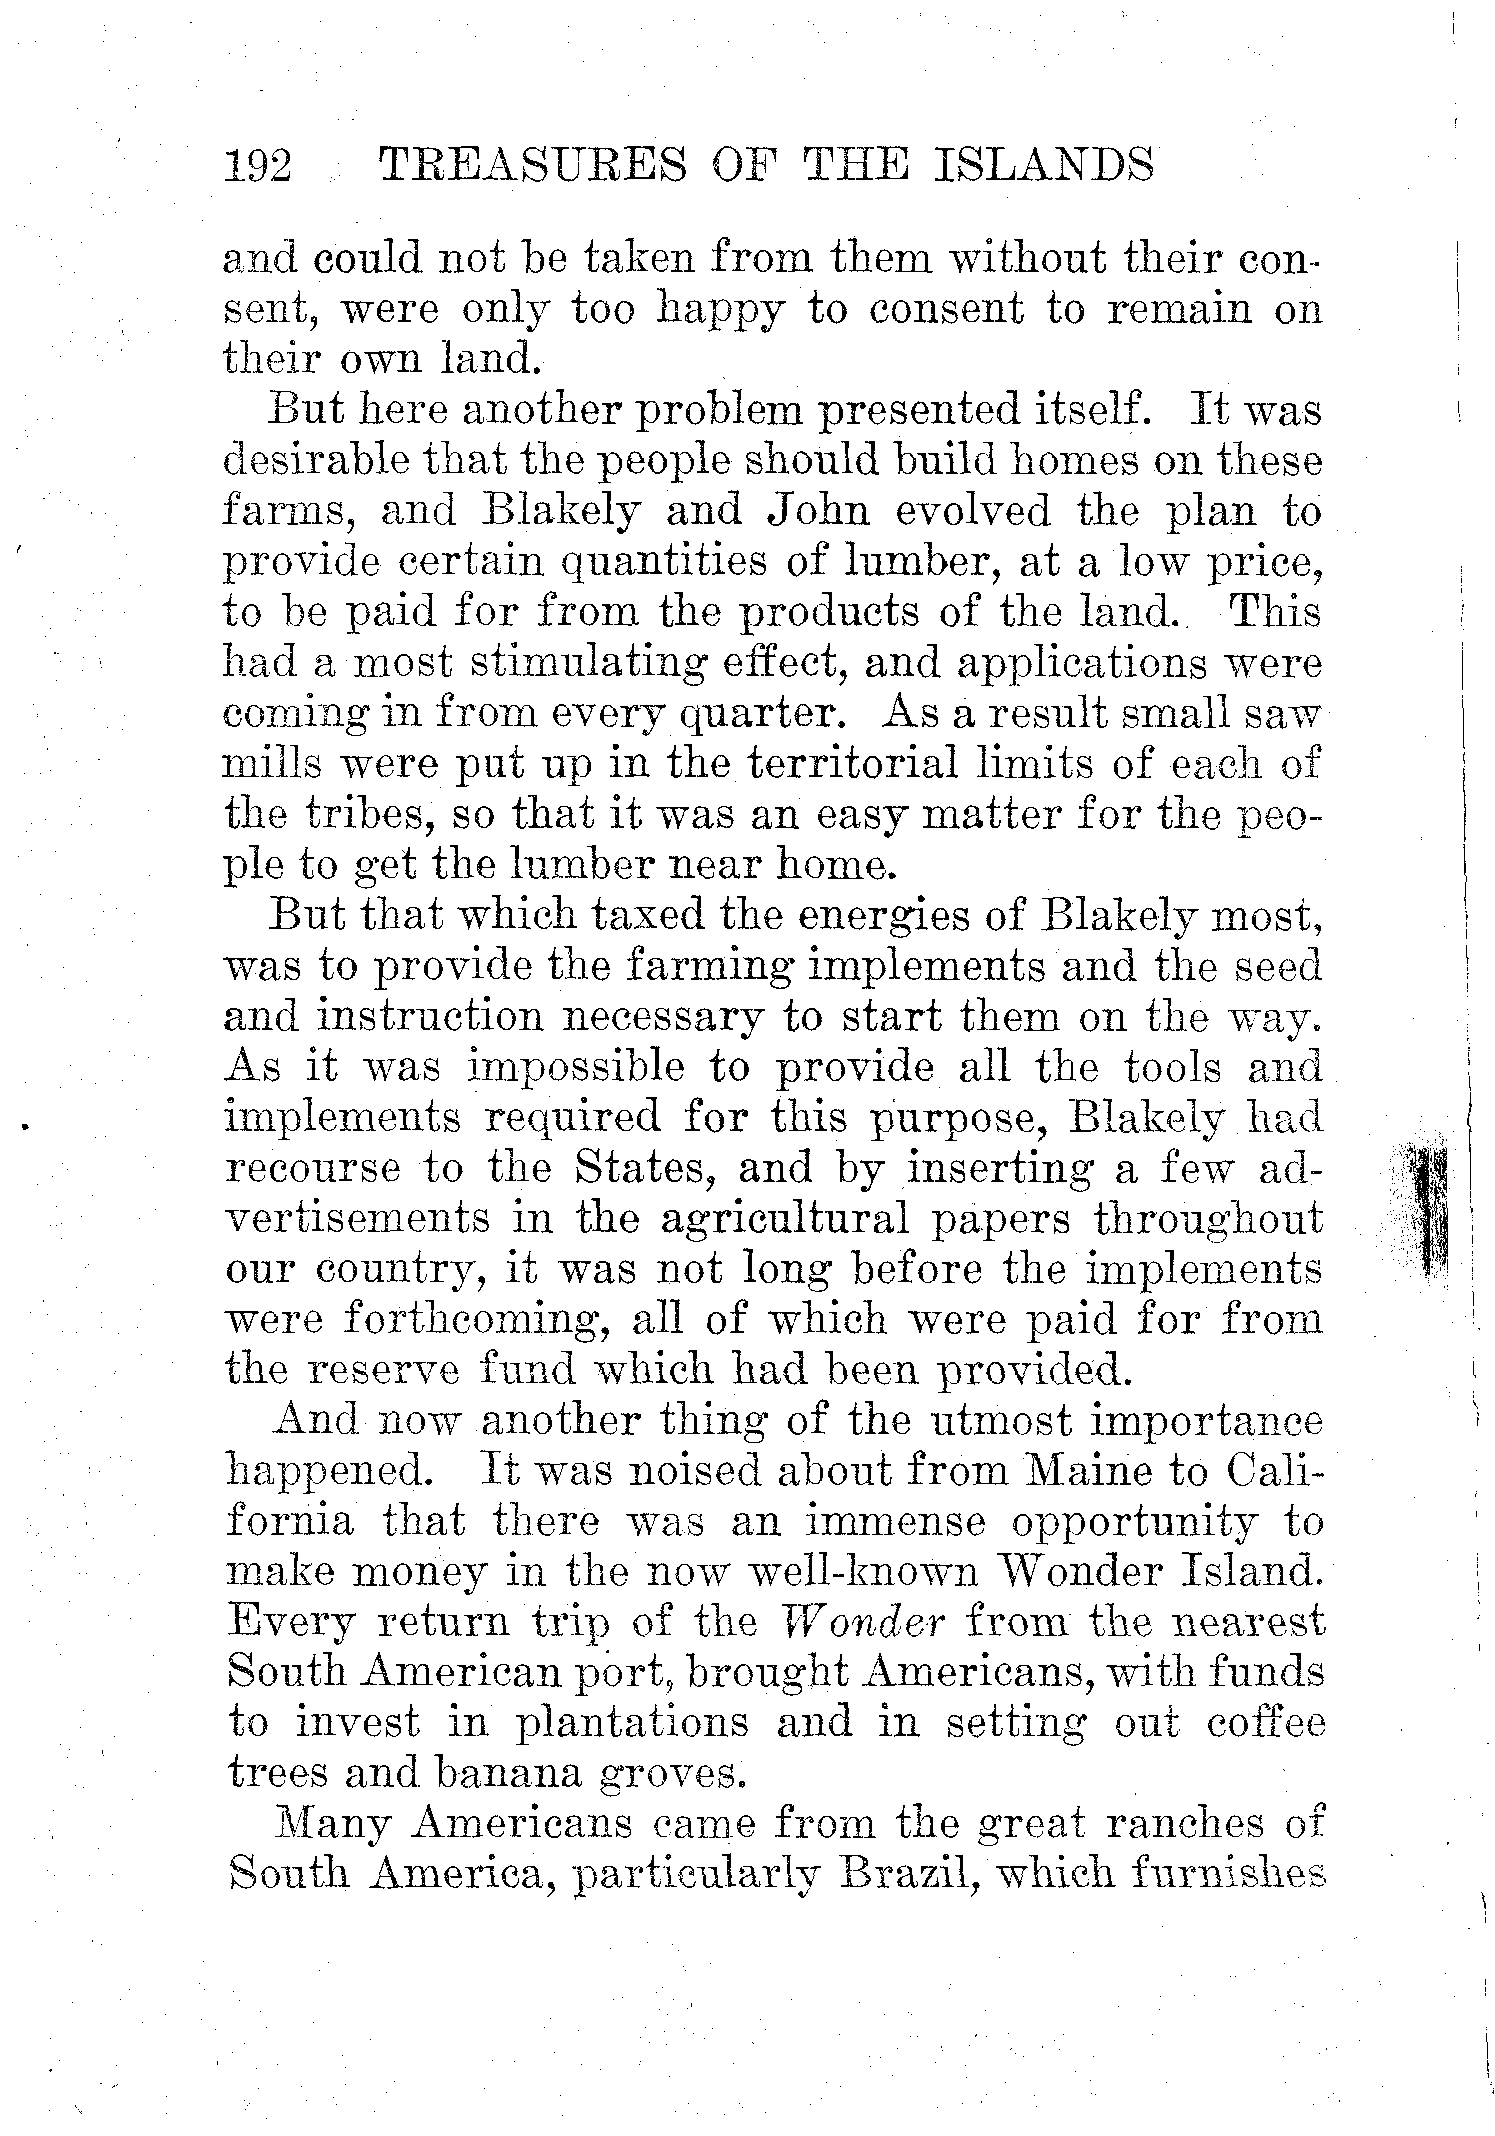 192 TREASURES OF THE ISLANDS
and could not be taken from them without their con-
sent, were only too happy to consent to remain on
their own land.
But here another problem presented itself. It was
desirable that the people should build homes on these
farms, and Blakely and John evolved the plan to
provide certain quantities of lumber, at a low price,
to be paid for from the products of the land. This
had a most stimulating effect, and applications were
coming in from every quarter. As a result small saw
mills were put up in the territorial limits of each of
the tribes, so that it was an easy matter for the peo-
ple to get the lumber near home.
But that which taxed the energies of Blakely most,
was to provide the farming implements and the seed
and instruction necessary to start them on the way.
As it was impossible to provide all the tools and
implements required for this purpose, Blakely had
recourse to the States, and by inserting a few ad-
vertisements in the agricultural papers throughout
our country, it was not long before the implements
were forthcoming, all of which were paid for from
the reserve fund which had been provided.
And now another thing of the utmost importance
happened. It was noised about from Maine to Cali-
fornia that there was an immense opportunity to
make money in the now well-known Wonder Island.
Every return trip of the Wonder from the nearest
South American port, brought Americans, with funds
to invest in plantations and in setting out coffee
trees and banana groves.
Many Americans came from the great ranches of
South America, particularly Brazil, which furnishes